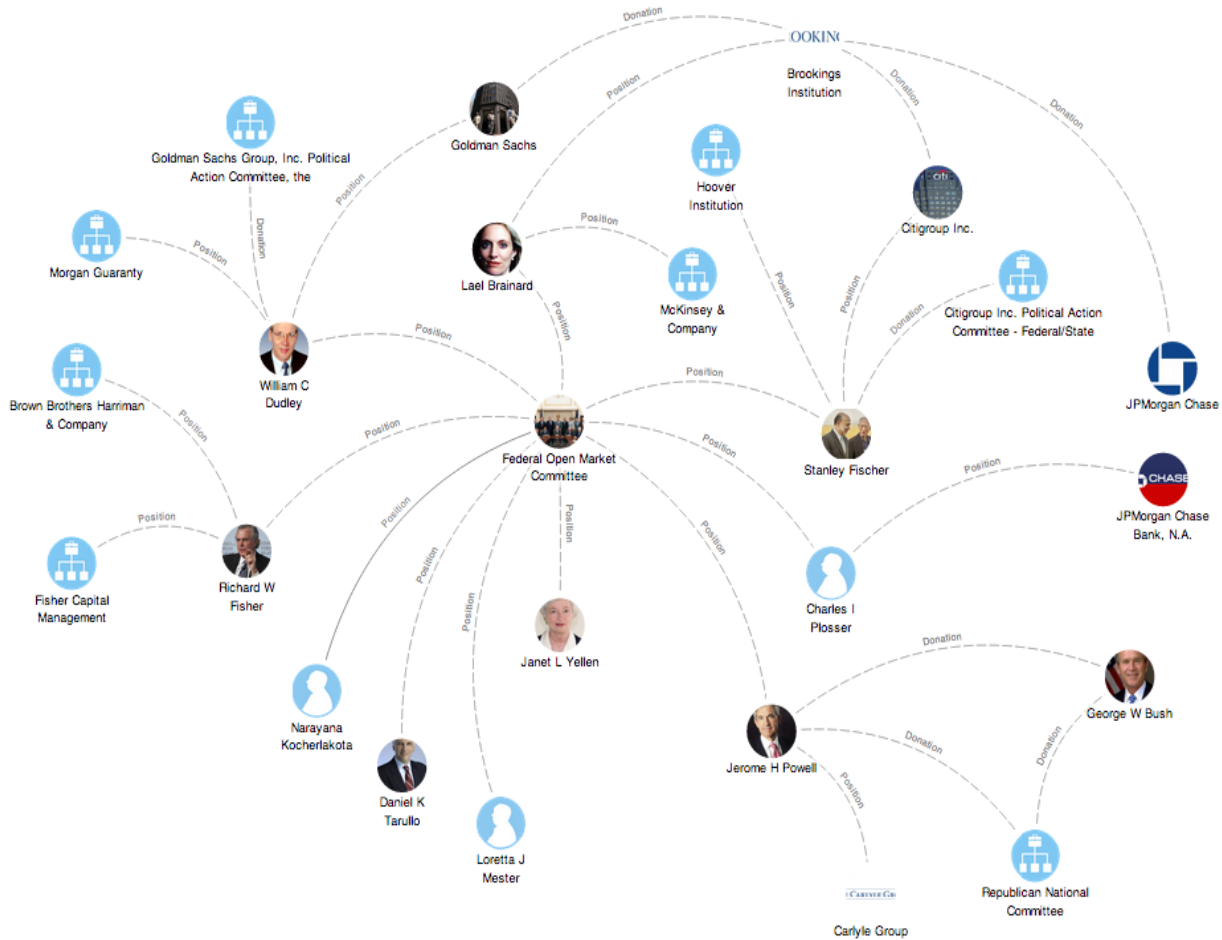 Donation
OOKIN
Brookings
Institution
Position
Donation
Donation
Goldman Sachs
Goldman Sachs Group, Inc. Political
Action Committee, the
Position
Donation
Hoover
Institution
citi
Citigroup Inc.
Morgan Guaranty
Position
Lael Brainard
Position
McKinsey &
Company
Position
Position
Donation
Citigroup Inc. Political Action
Committee - Federal/State
William C
Dudley
Position
Position
Position
JPMorgan Chase
Brown Brothers Harriman
& Company
Position
Position
Federal Open Market
Committee
Position
Stanley Fischer
Position
CHASE
JPMorgan Chase
Bank, N.A.
Position
Fisher Capital
Management
Richard W
Fisher
Position
Position
Position
Position
Position
Charles I
Plosser
Janet L Yellen
Narayana
Kocherlakota
Daniel K
Tarullo
Loretta J
Mester
Jerome H Powell
Donation
George W Bush
Donation
Donation
Position
Republican National
Committee
CARLYLE GR
Carlyle Group